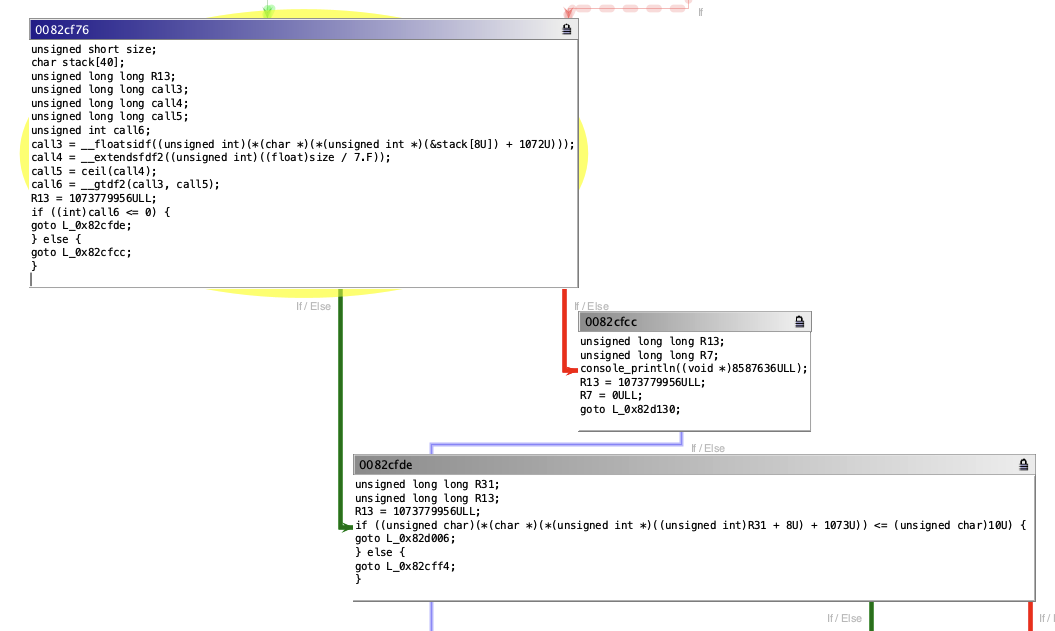 If
0082cf76
unsigned short size;
char stack[40];
unsigned long long R13;
unsigned long long call3;
unsigned long long call4;
unsigned long long call5;
unsigned int call6;
call3 = __floatsidf((unsigned int)(*(char *)(*(unsigned int *)(&stack[8U]) + 1072U)));
call4 = __extendsfdf2((unsigned int)((float)size / 7.F));
call5 = ceil(call4);
call6 = __gtdf2(call3, call5);
R13 = 1073779956ULL;
if ((int)call6 <= 0) {
goto L_0x82cfde;
} else {
goto L_0x82cfcc;
}
If / Else
If / Else
0082cfcc
unsigned long long R13;
unsigned long long R7;
console_println((void *)8587636ULL);
R13 = 1073779956ULL;
R7 = 0ULL;
goto L_0x82d130;
If / Else
0082cfde
unsigned long long R31;
unsigned long long R13;
R13 = 1073779956ULL;
if ((unsigned char)(*(char *)(*(unsigned int *)((unsigned int)R31 + 8U) + 1073U)) <= (unsigned char)10U) {
goto L_0x82d006;
} else {
goto L_0x82cff4;
}
If / Else
If /